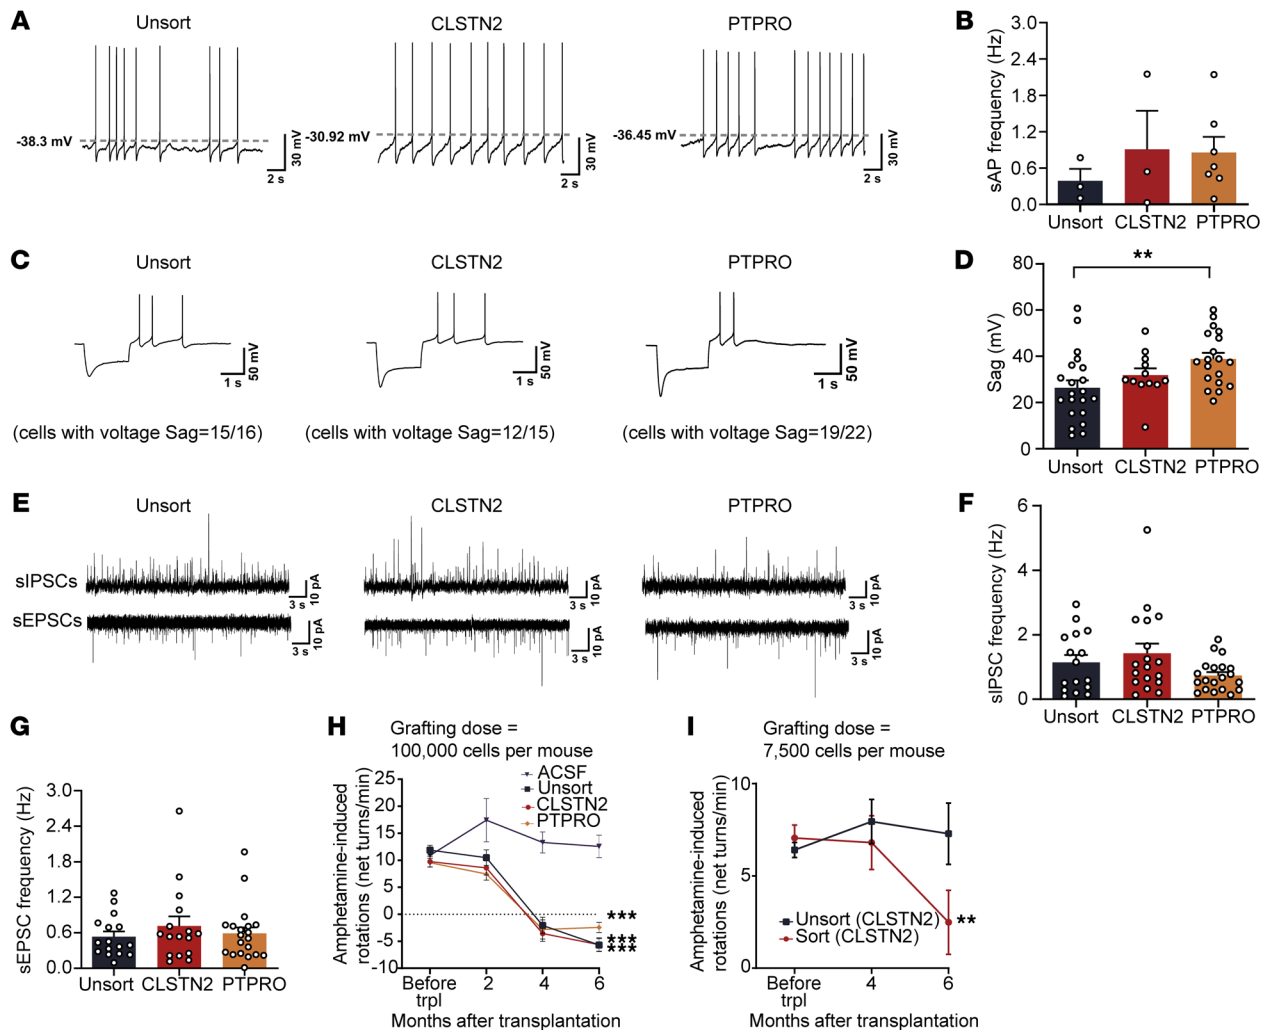 A
Unsort
CLSTN2
PTPRO
-38.3 mV
30 mV
2 s
-30.92 mV
30 mV
2 s
-36.45 mV
30 mV
2 s
B
sAP frequency (Hz)
3.0
2.4
1.8
1.2
0.6
0.0
Unsort CLSTN2 PTPRO
C
Unsort
CLSTN2
PTPRO
50 mV
1 s
50 mV
1 s
50 mV
1 s
(cells with voltage Sag=15/16)
(cells with voltage Sag=12/15)
(cells with voltage Sag=19/22)
D
Sag (mV)
80
60
40
20
0
**
Unsort CLSTN2 PTPRO
E
Unsort
CLSTN2
PTPRO
sIPSCs
3 s
10 pA
3 s
10 pA
3 s
10 pA
sEPSCs
3 s
10 pA
3 s
10 pA
3 s
10 pA
F
sIPSC frequency (Hz)
6
4
2
0
Unsort CLSTN2 PTPRO
G
sEPSC frequency (Hz)
3.0
2.4
1.8
1.2
0.6
0.0
Unsort CLSTN2 PTPRO
H
Grafting dose =
100,000 cells per mouse
Amphetamine-induced
rotations (net turns/min)
25
20
15
10
5
0
-5
-10
ACSF
Unsort
CLSTN2
PTPRO
***
***
***
Before
trpl
2
4
6
Months after transplantation
I
Grafting dose =
7,500 cells per mouse
Amphetamine-induced
rotations (net turns/min)
10
5
0
Unsort (CLSTN2)
Sort (CLSTN2)
**
Before
trpl
4
6
Months after transplantation